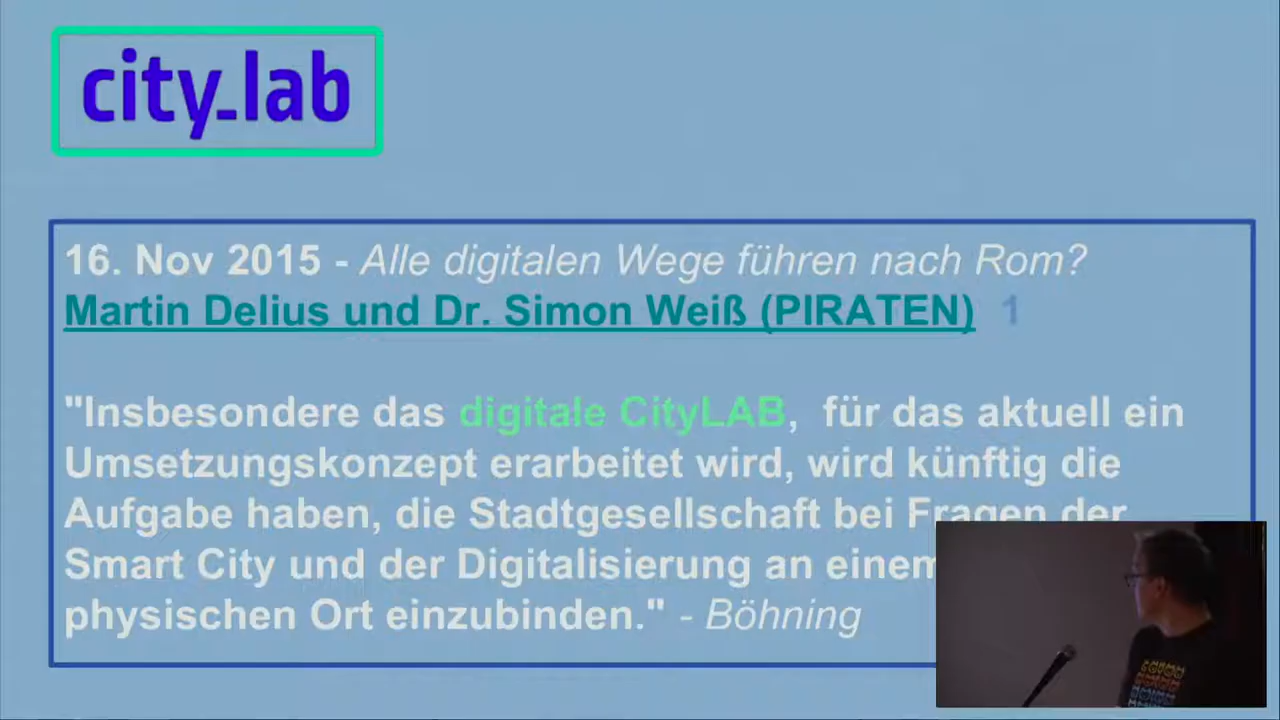 city_lab
16. Nov 2015 - Alle digitalen Wege führen nach Rom?
Martin Delius und Dr. Simon Weiß (PIRATEN) 1
"Insbesondere das digitale CityLAB, für das aktuell ein
Umsetzungskonzept erarbeitet wird, wird künftig die
Aufgabe haben, die Stadtgesellschaft bei Fragen der
Smart City und der Digitalisierung an einem
physischen Ort einzubinden." - Böhning